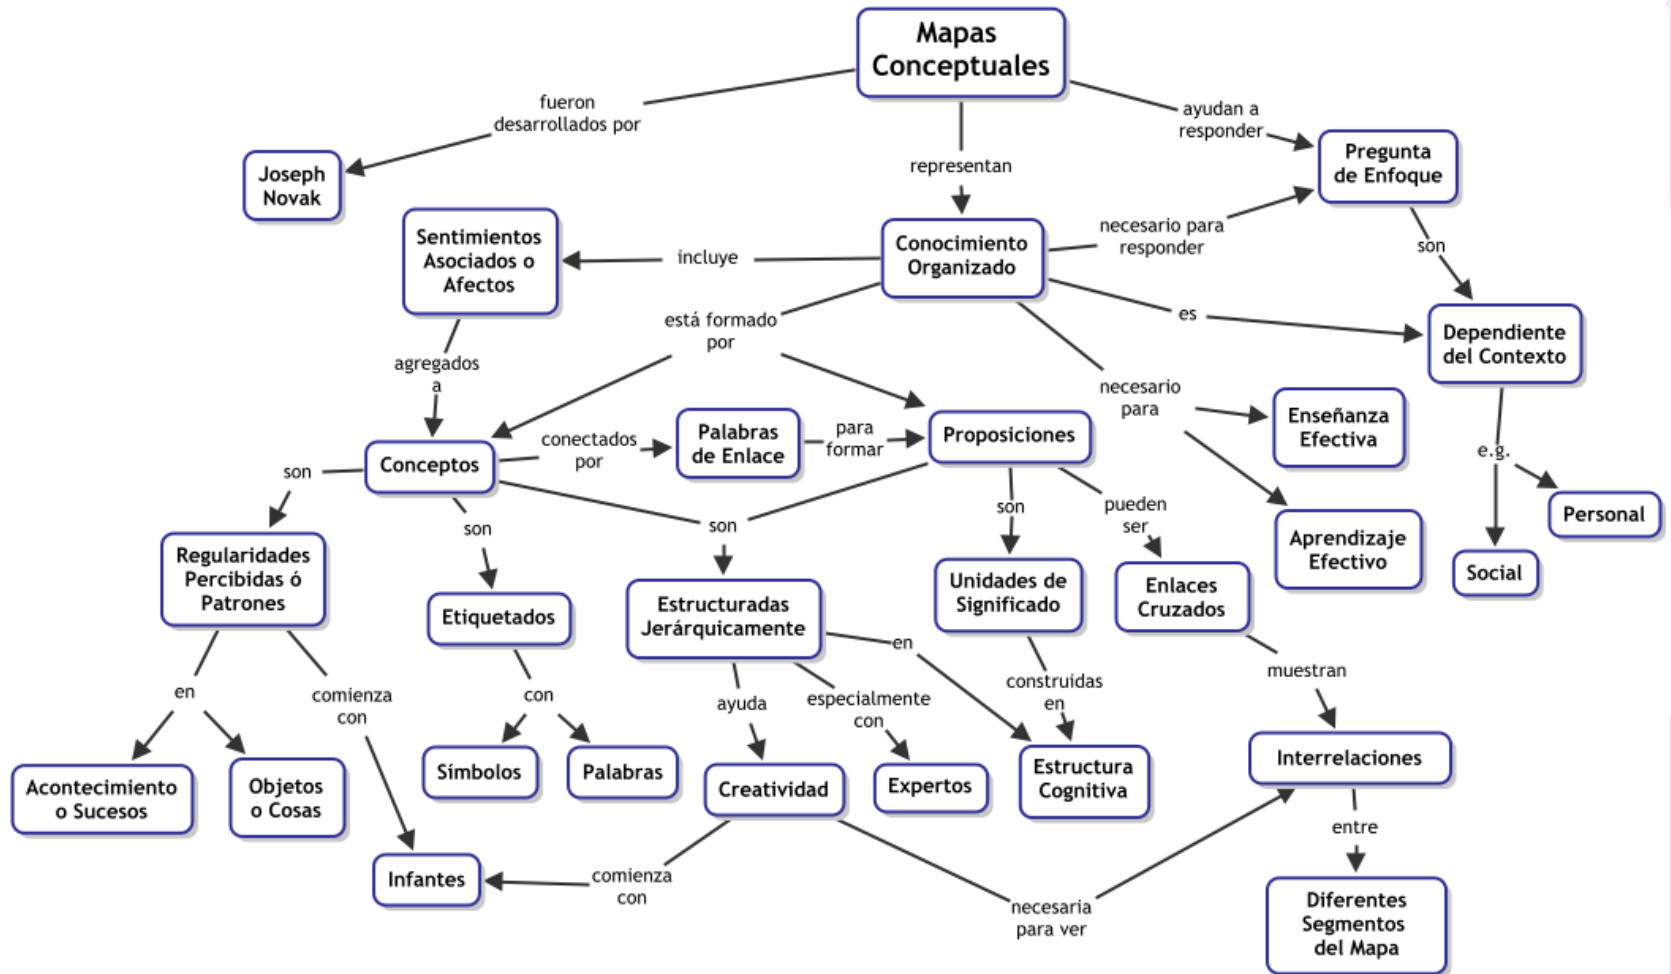 Mapas
Conceptuales
fueron
desarrollados por
ayudan a
responder
representan
Joseph
Novak
Pregunta
de Enfoque
Sentimientos
Asociados o
Afectos
incluye
Conocimiento
Organizado
necesario para
responder
son
está formado
por
es
Dependiente
del Contexto
agregados
a
necesario
para
Enseñanza
Efectiva
Conceptos
conectados
por
Palabras
de Enlace
para
formar
Proposiciones
e.g.
Personal
Social
Aprendizaje
Efectivo
son
son
son
son
pueden
ser
Regularidades
Percibidas ó
Patrones
Etiquetados
Estructuradas
Jerárquicamente
Unidades de
Significado
Enlaces
Cruzados
en
comienza
con
con
ayuda
especialmente
con
en
construidas
en
muestran
Acontecimiento
o Sucesos
Objetos
o Cosas
Símbolos
Palabras
Creatividad
Expertos
Estructura
Cognitiva
Interrelaciones
Infantes
comienza
con
necesaria
para ver
entre
Diferentes
Segmentos
del Mapa